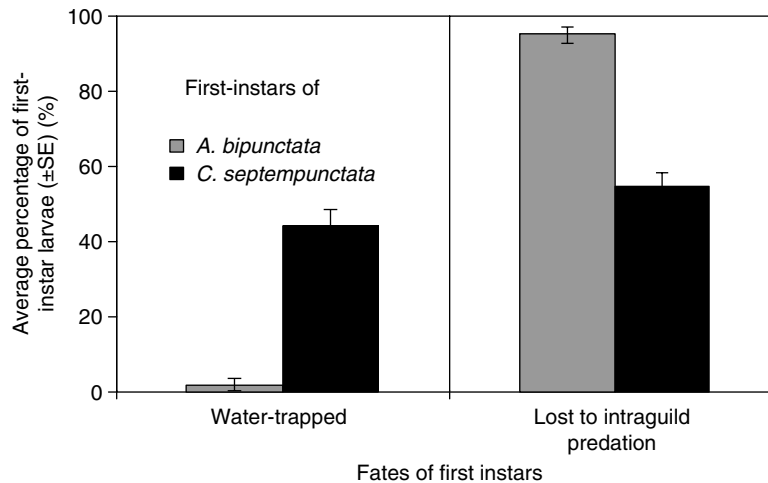 Average percentage of first-
instar larvae (±SE) (%)
100
80
60
40
20
0
First-instars of
A. bipunctata
C. septempunctata
Water-trapped
Lost to intraguild
predation
Fates of first instars